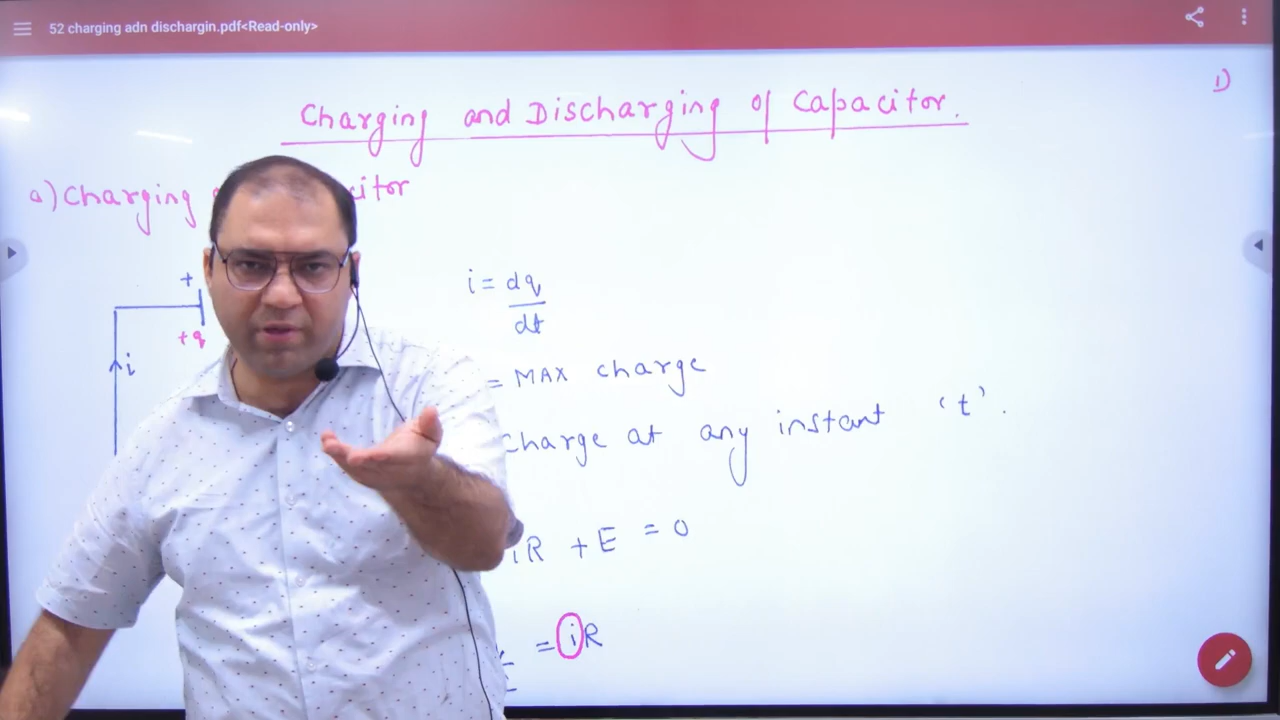 52 charging adn dischargin.pdf<Read-only>
1)
Charging and Discharging of Capacitor.
a) Charging
+
+q
i
i = dq
dt
= MAX charge
charge at any instant 't'.
iR + E = 0
= iR